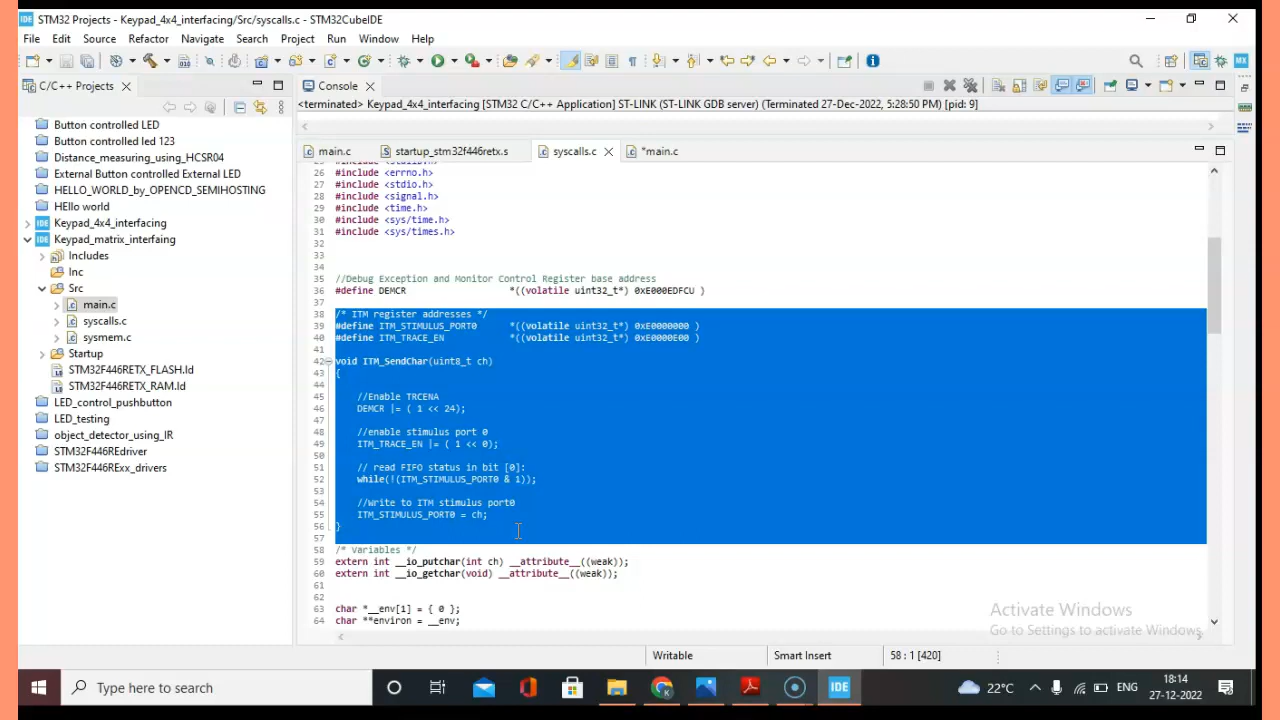 STM32 Projects - Keypad_4x4_interfacing/Src/syscalls.c - STM32CubeIDE
File Edit Source Refactor Navigate Search Project Run Window Help
C/C++ Projects
Console
<terminated> Keypad_4x4_interfacing [STM32 C/C++ Application] ST-LINK (ST-LINK GDB server) (Terminated 27-Dec-2022, 5:28:50 PM) [pid: 9]
Button controlled LED
Button controlled led 123
Distance_measuring_using_HCSR04
External Button controlled External LED
HELLO_WORLD_by_OPENCD_SEMIHOSTING
HEllo world
Keypad_4x4_interfacing
Keypad_matrix_interfaing
Includes
Inc
Src
main.c
syscalls.c
sysmem.c
Startup
STM32F446RETX_FLASH.ld
STM32F446RETX_RAM.ld
LED_control_pushbutton
LED_testing
object_detector_using_IR
STM32F446REdriver
STM32F446RExx_drivers
main.c startup_stm32f446retx.s syscalls.c *main.c
26 #include <errno.h>
27 #include <stdio.h>
28 #include <signal.h>
29 #include <time.h>
30 #include <sys/time.h>
31 #include <sys/times.h>
32
33
34
35 //Debug Exception and Monitor Control Register base address
36 #define DEMCR *((volatile uint32_t*) 0xE000EDFCU )
37
38 /* ITM register addresses */
39 #define ITM_STIMULUS_PORT0 *((volatile uint32_t*) 0xE0000000 )
40 #define ITM_TRACE_EN *((volatile uint32_t*) 0xE0000E00 )
41
42 void ITM_SendChar(uint8_t ch)
43 {
44
45 //Enable TRCENA
46 DEMCR |= ( 1 << 24);
47
48 //enable stimulus port 0
49 ITM_TRACE_EN |= ( 1 << 0);
50
51 // read FIFO status in bit [0]:
52 while(!(ITM_STIMULUS_PORT0 & 1));
53
54 //Write to ITM stimulus port0
55 ITM_STIMULUS_PORT0 = ch;
56 }
57
58 /* Variables */
59 extern int __io_putchar(int ch) __attribute__((weak));
60 extern int __io_getchar(void) __attribute__((weak));
61
62
63 char *__env[1] = { 0 };
64 char **environ = __env;
Activate Windows
Go to Settings to activate Windows.
Writable Smart Insert 58 : 1 [420]
Type here to search
IDE
22°C
ENG
18:14
27-12-2022